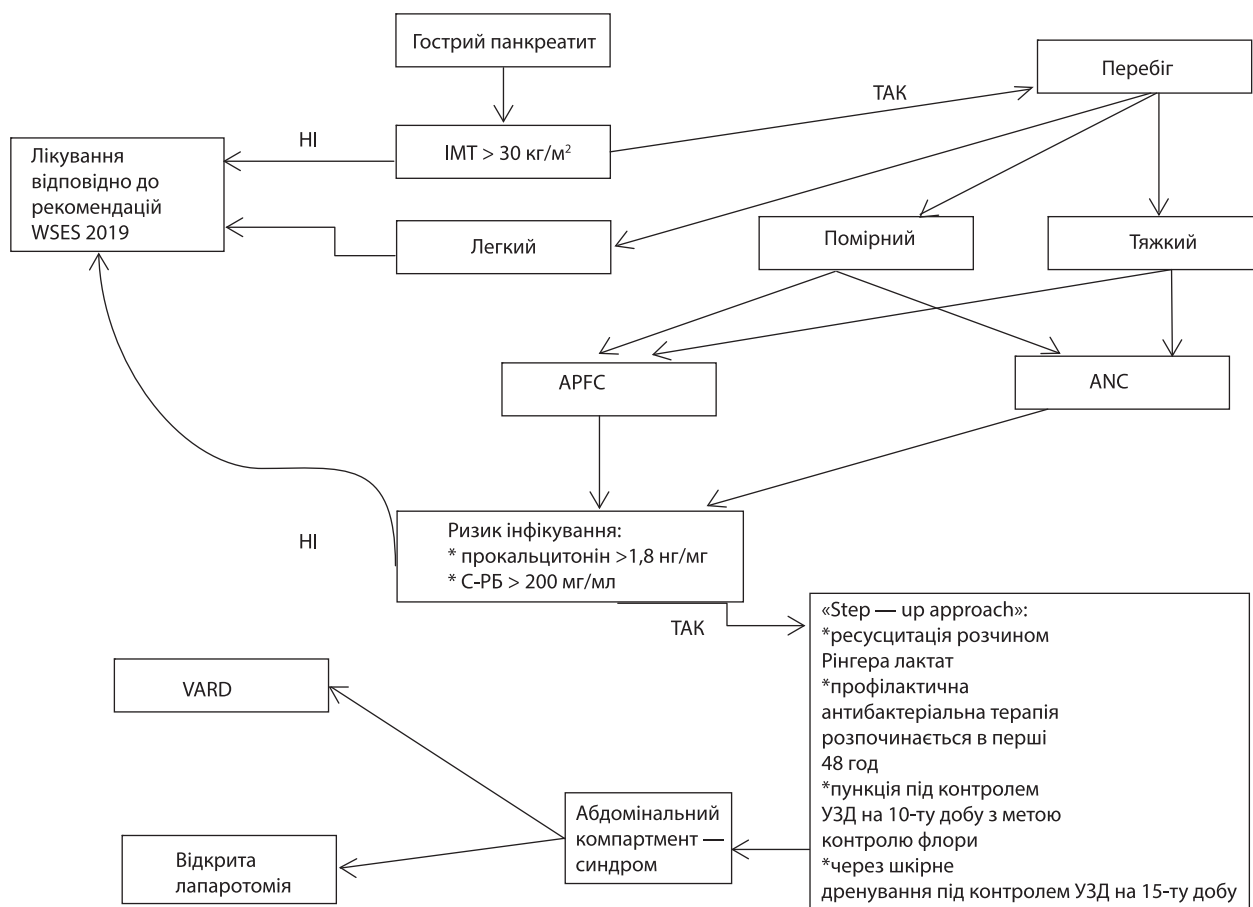 Гострий панкреатит
Перебіг
ТАК
НІ
ІМТ > 30 кг/м²
Лікування
відповідно до
рекомендацій
WSES 2019
Легкий
Помірний
Тяжкий
APFC
ANC
Ризик інфікування:
* прокальцитонін >1,8 нг/мг
* С-РБ > 200 мг/мл
НІ
ТАК
«Step — up approach»:
*ресусцитація розчином
Рінгера лактат
*профілактична
антибактеріальна терапія
розпочинається в перші
48 год
*пункція під контролем
УЗД на 10-ту добу з метою
контролю флори
*через шкірне
дренування під контролем УЗД на 15-ту добу
VARD
Абдомінальний
компартмент —
синдром
Відкрита
лапаротомія